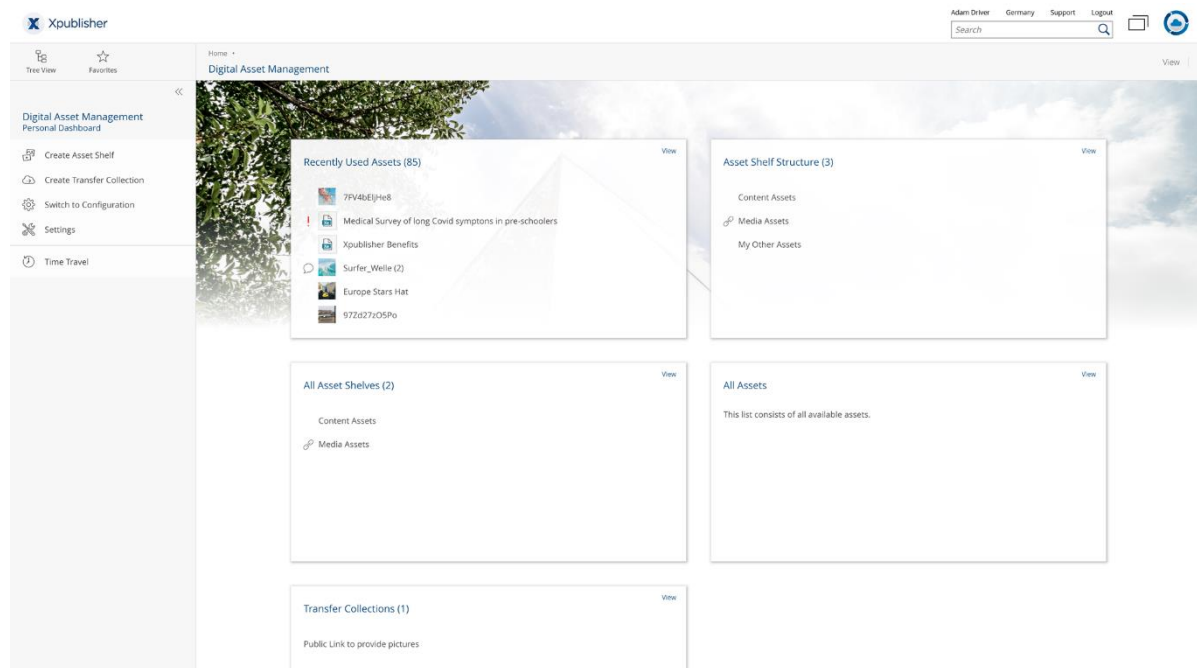 Xpublisher
Adam Driver Germany Support Logout
Search
Tree View Favorites
Home
Digital Asset Management
View
Digital Asset Management
Personal Dashboard
Create Asset Shelf
Create Transfer Collection
Switch to Configuration
Settings
Time Travel
View
Recently Used Assets (85)
7FV4bEljHe8
Medical Survey of long Covid symptons in pre-schoolers
Xpublisher Benefits
Surfer_Welle (2)
Europe Stars Hat
97Zd27zO5Po
View
Asset Shelf Structure (3)
Content Assets
Media Assets
My Other Assets
View
All Asset Shelves (2)
Content Assets
Media Assets
View
All Assets
This list consists of all available assets.
View
Transfer Collections (1)
Public Link to provide pictures